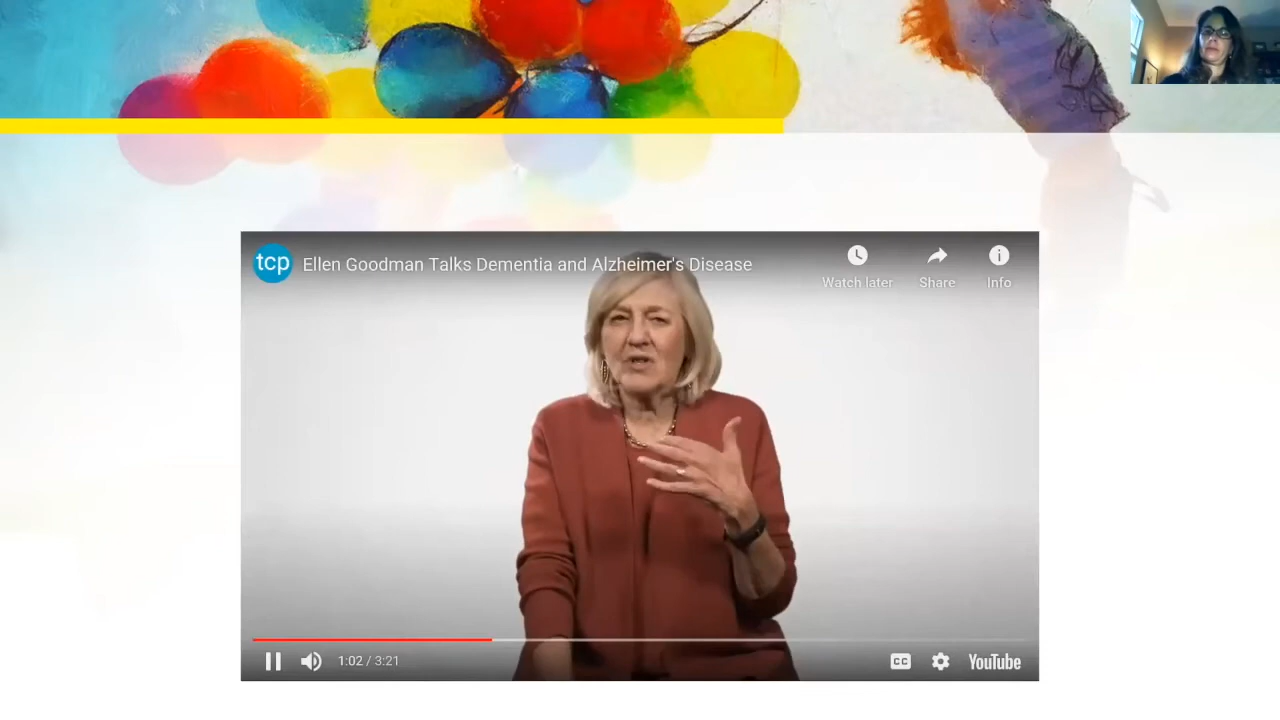 tcp
Ellen Goodman Talks Dementia and Alzheimer's Disease
Watch later
Share
Info
1:02 / 3:21
CC
YouTube